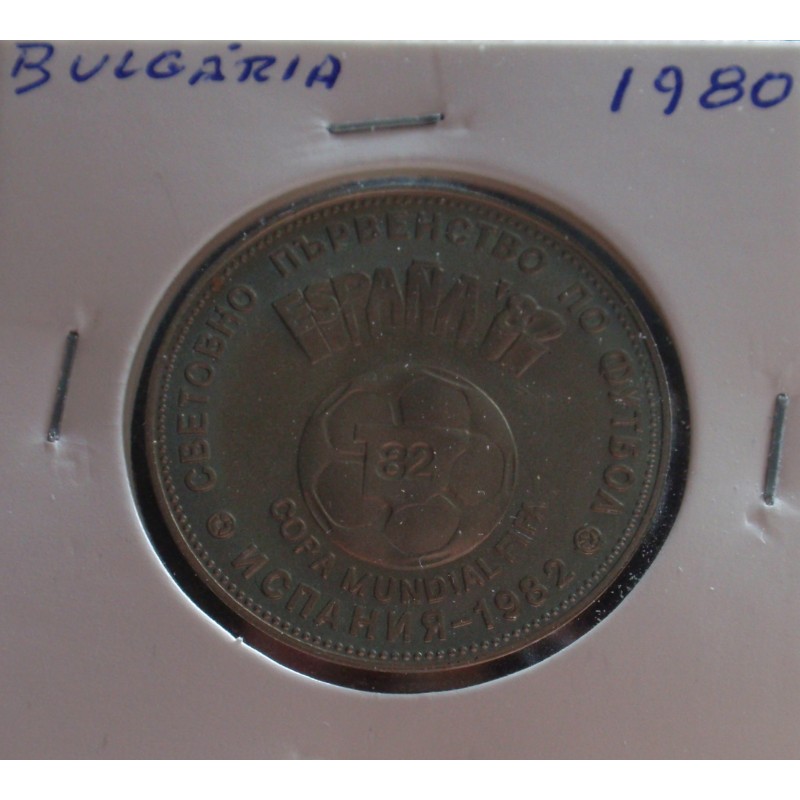 BULGÁRIA 1980
СВЕТОВНО ПЪРВЕНСТВО ПО ФУТБОЛ
ESPAÑA '82
82
COPA MUNDIAL FIFA
ИСПАНИЯ-1982